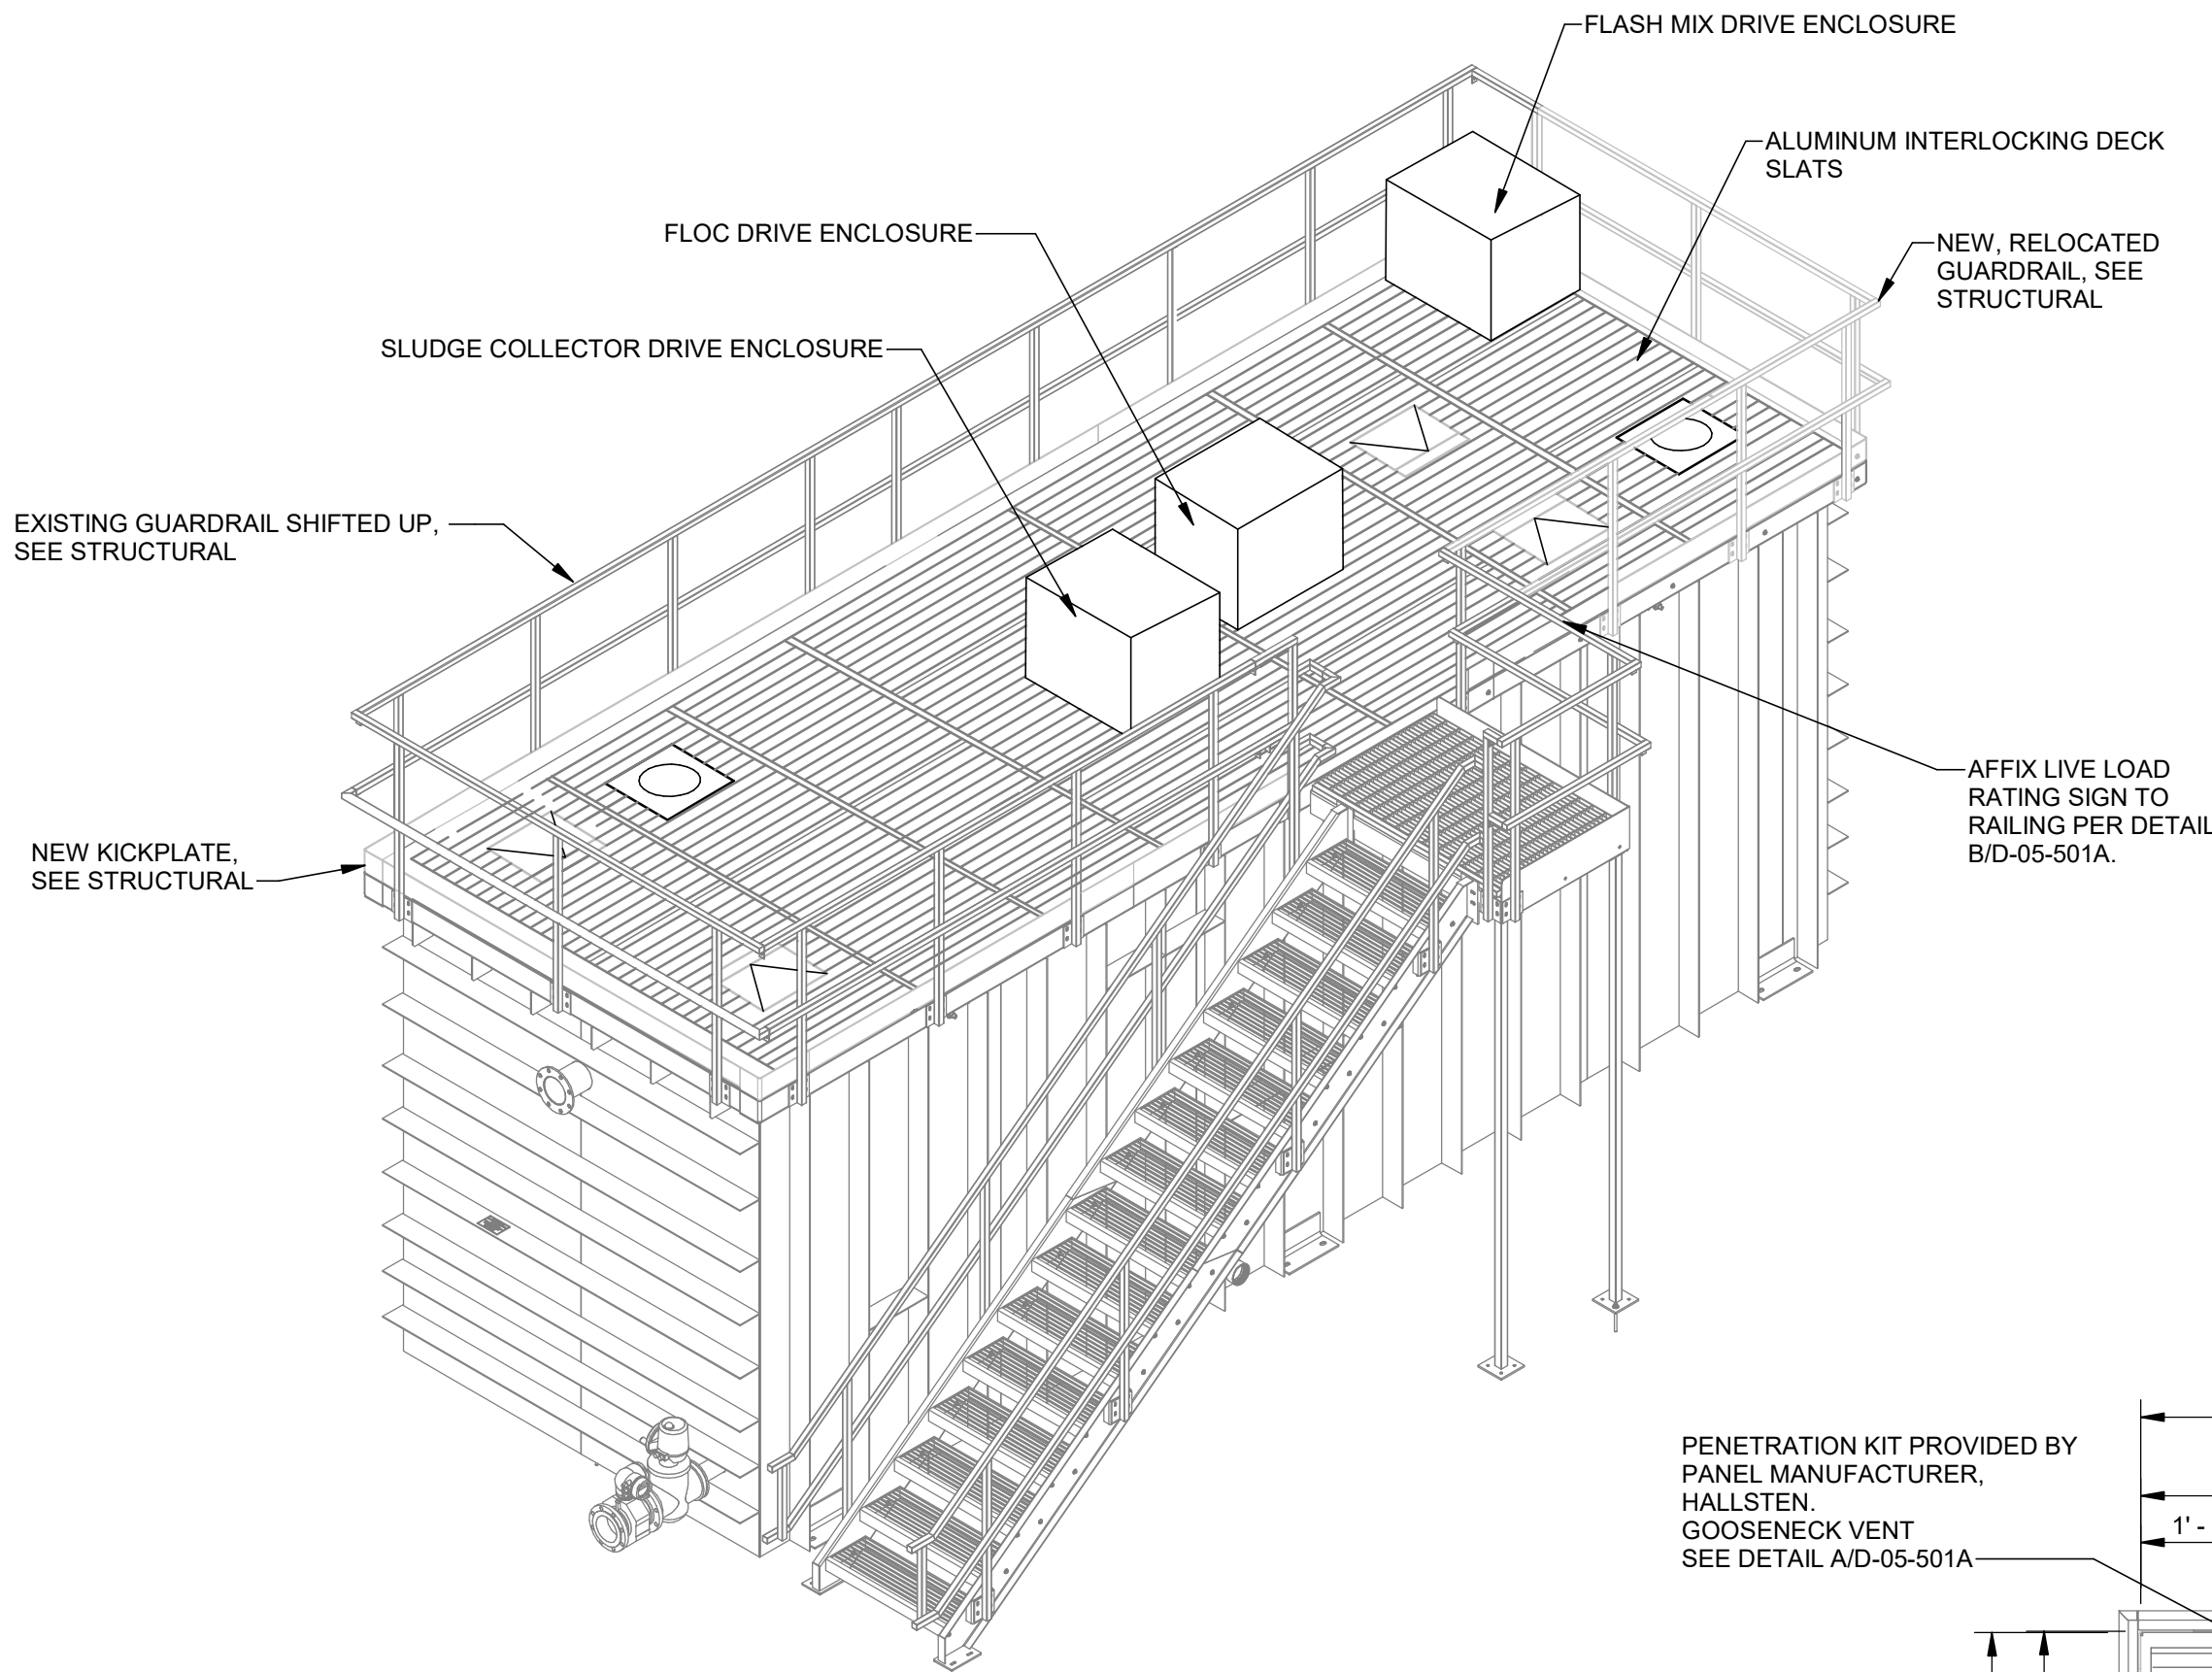 FLASH MIX DRIVE ENCLOSURE
ALUMINUM INTERLOCKING DECK
SLATS
FLOC DRIVE ENCLOSURE
NEW, RELOCATED
GUARDRAIL, SEE
STRUCTURAL
SLUDGE COLLECTOR DRIVE ENCLOSURE
EXISTING GUARDRAIL SHIFTED UP,
SEE STRUCTURAL
AFFIX LIVE LOAD
RATING SIGN TO
RAILING PER DETAIL
B/D-05-501A.
NEW KICKPLATE,
SEE STRUCTURAL
PENETRATION KIT PROVIDED BY
PANEL MANUFACTURER,
HALLSTEN.
GOOSENECK VENT
SEE DETAIL A/D-05-501A
1' -